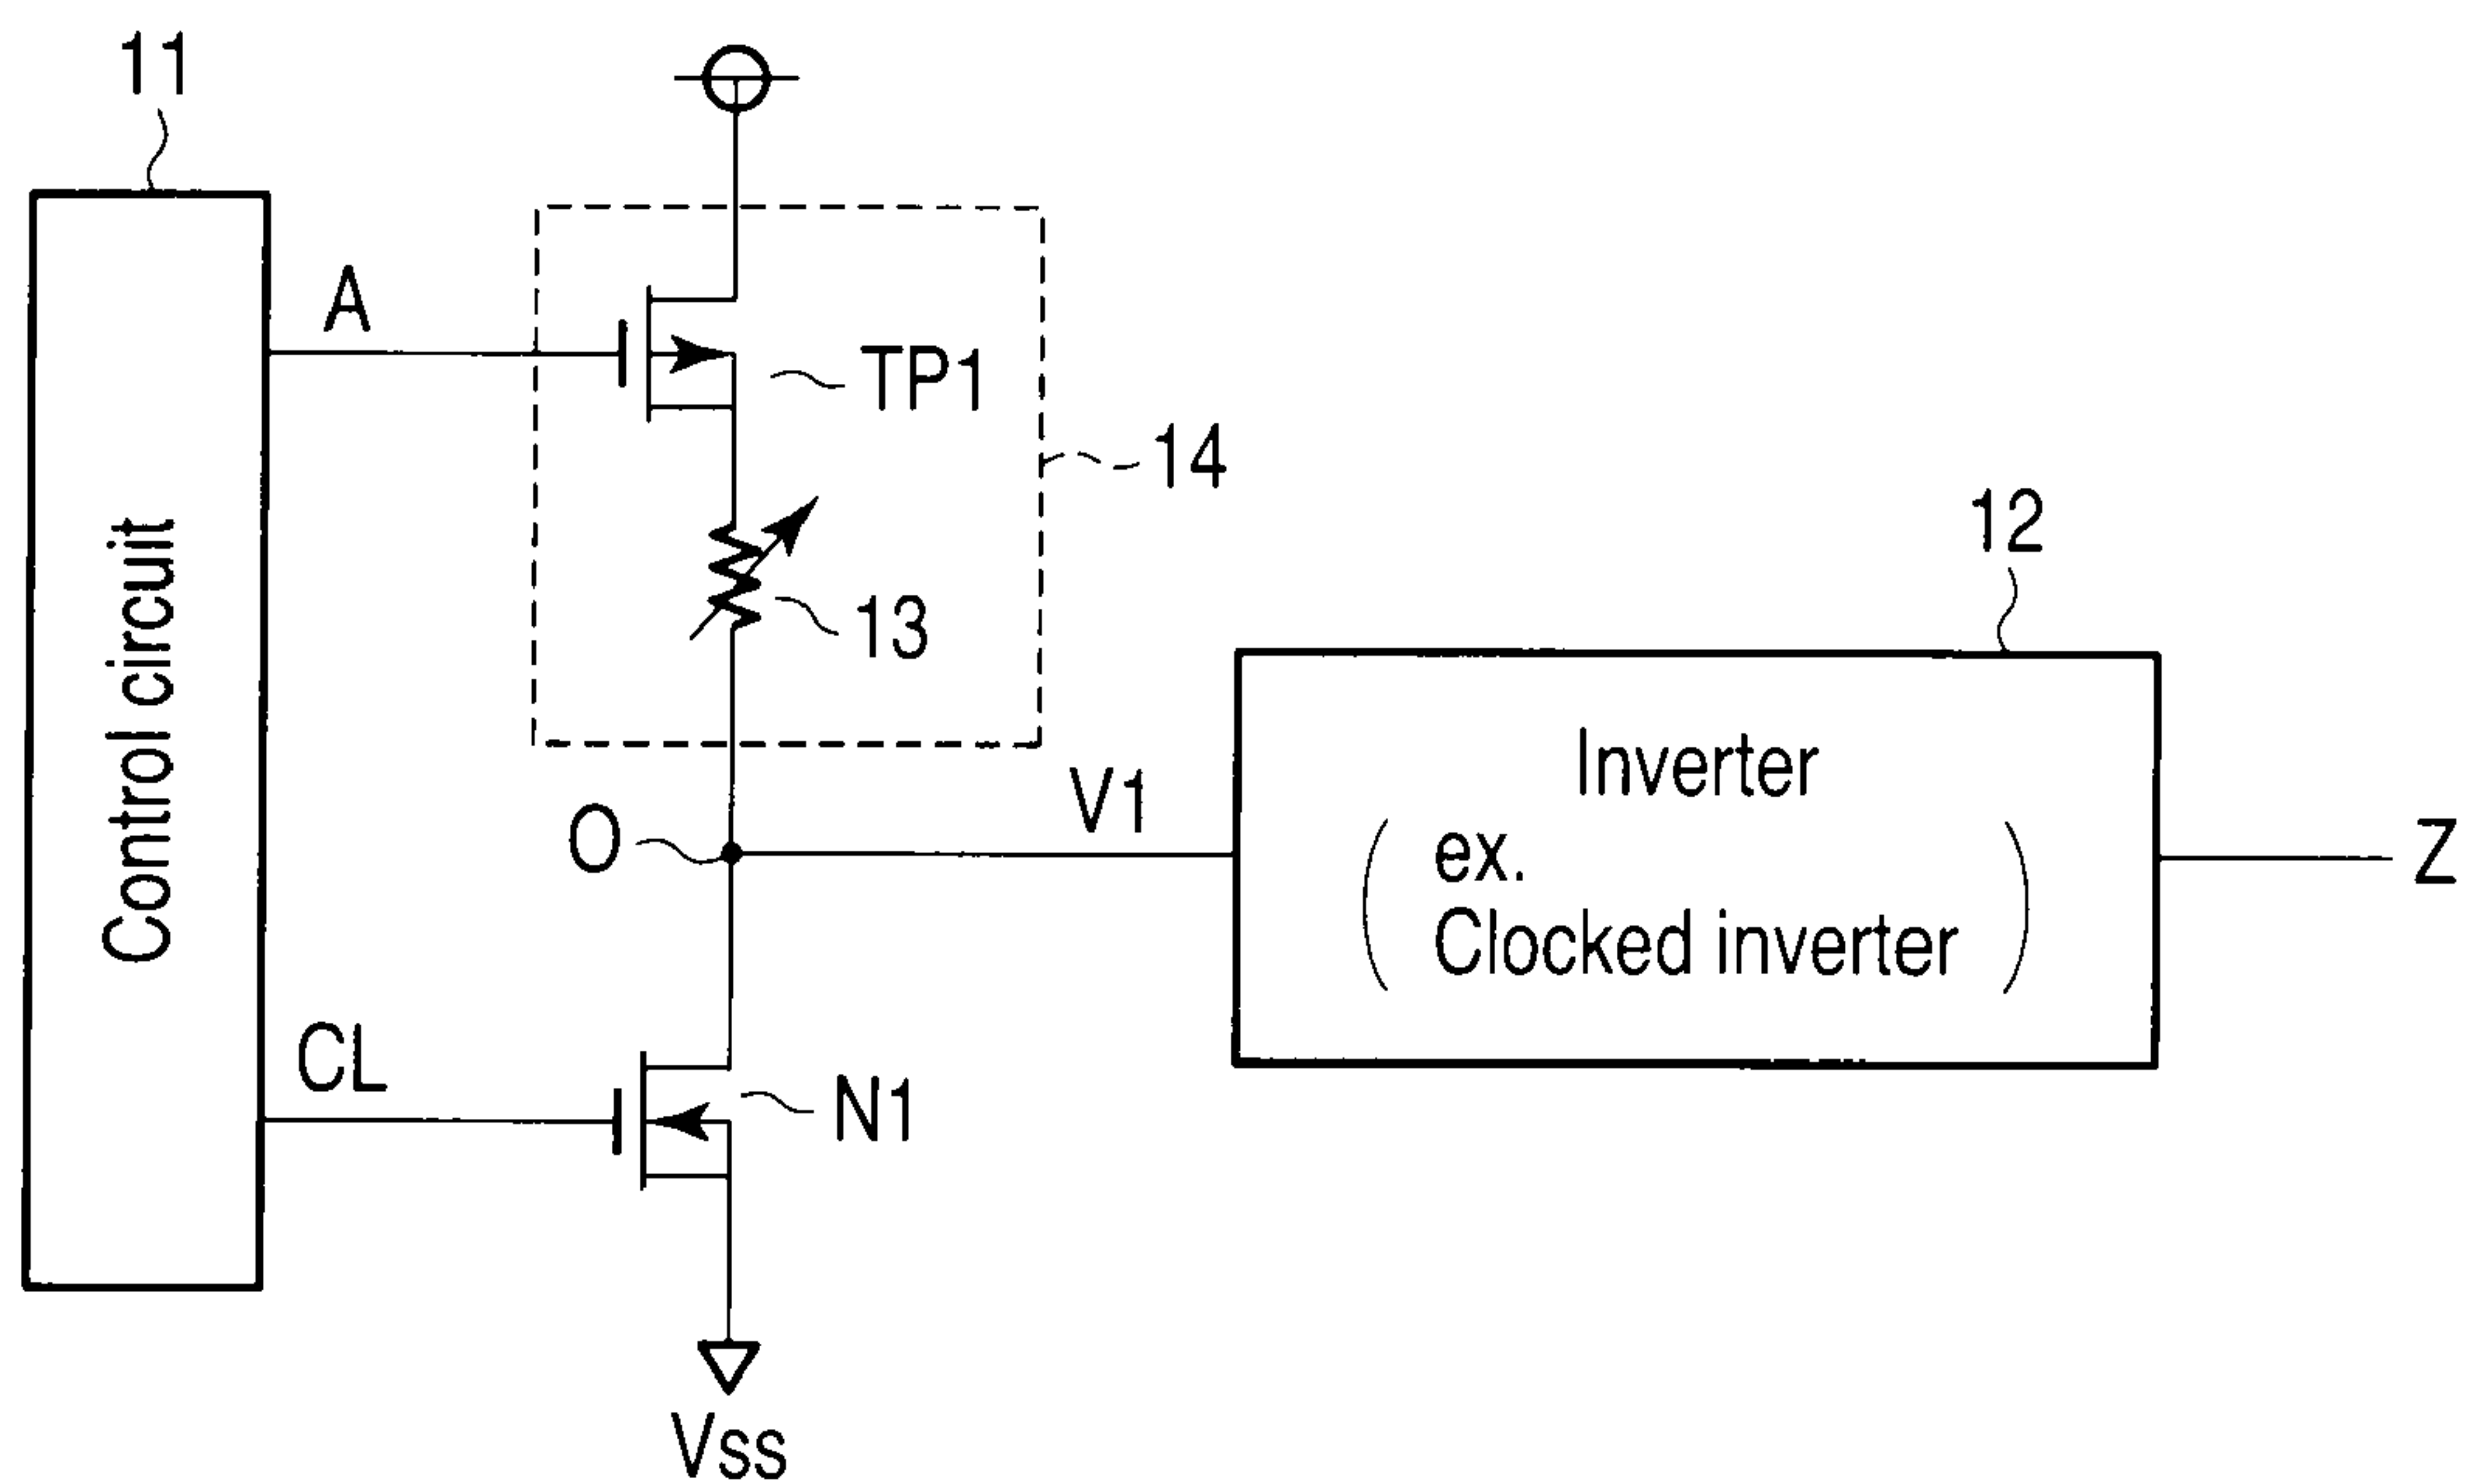 11
A
TP1
14
13
12
Control circuit
O
V1
Inverter
ex.
Clocked inverter
Z
CL
N1
Vss